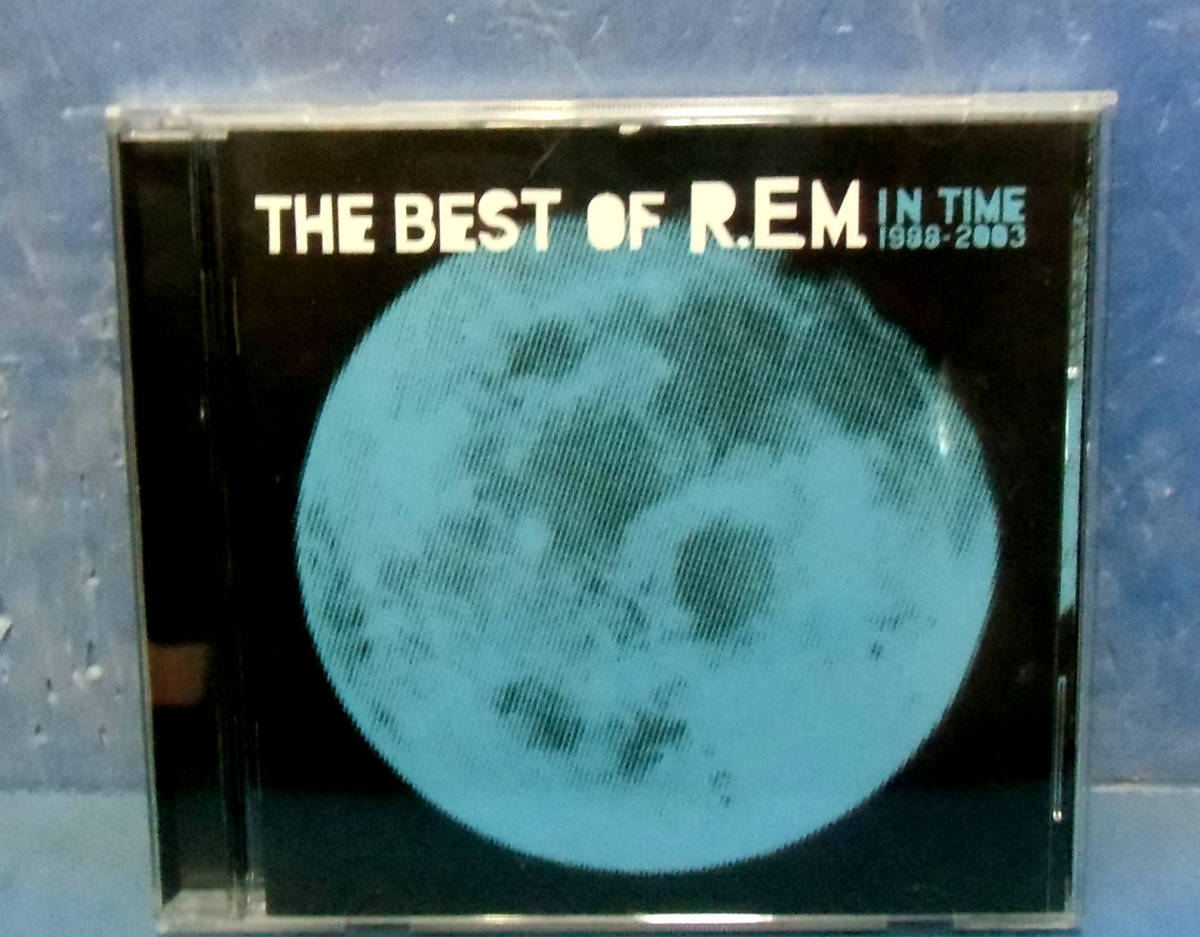 THE BEST OF R.E.M. IN TIME
1988-2003